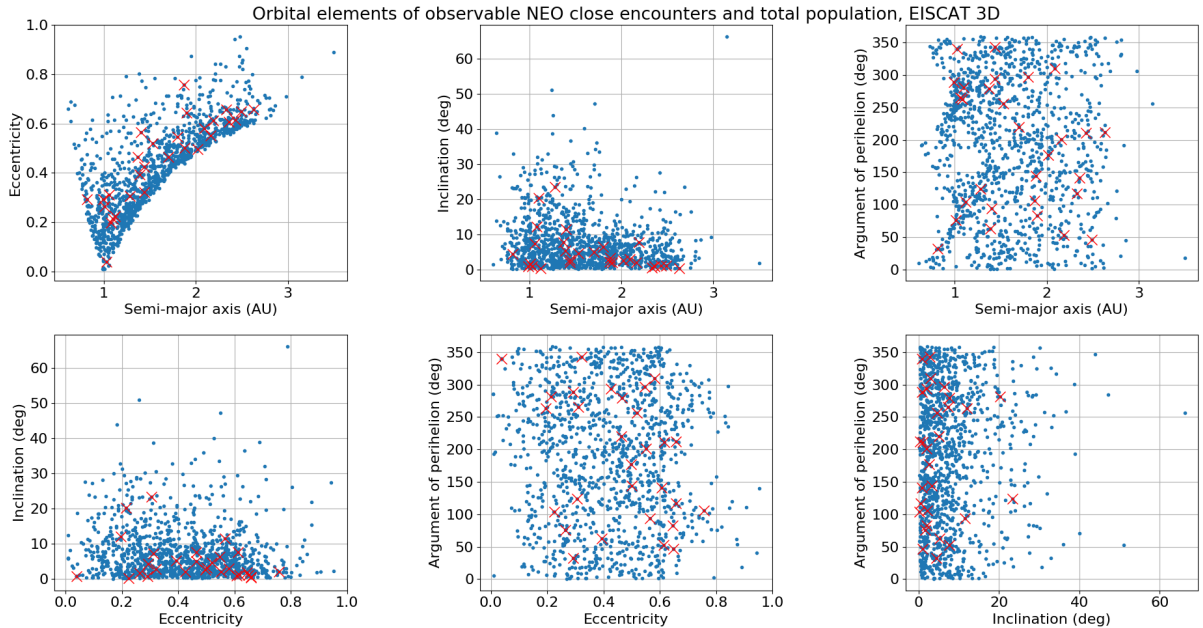 Orbital elements of observable NEO close encounters and total population, EISCAT 3D
1.0
0.8
0.6
0.4
0.2
0.0
Eccentricity
1 2 3
Semi-major axis (AU)
60
50
40
30
20
10
0
Inclination (deg)
1 2 3
Semi-major axis (AU)
350
300
250
200
150
100
50
0
Argument of perihelion (deg)
1 2 3
Semi-major axis (AU)
60
50
40
30
20
10
0
Inclination (deg)
0.0 0.2 0.4 0.6 0.8 1.0
Eccentricity
350
300
250
200
150
100
50
0
Argument of perihelion (deg)
0.0 0.2 0.4 0.6 0.8 1.0
Eccentricity
350
300
250
200
150
100
50
0
Argument of perihelion (deg)
0 20 40 60
Inclination (deg)